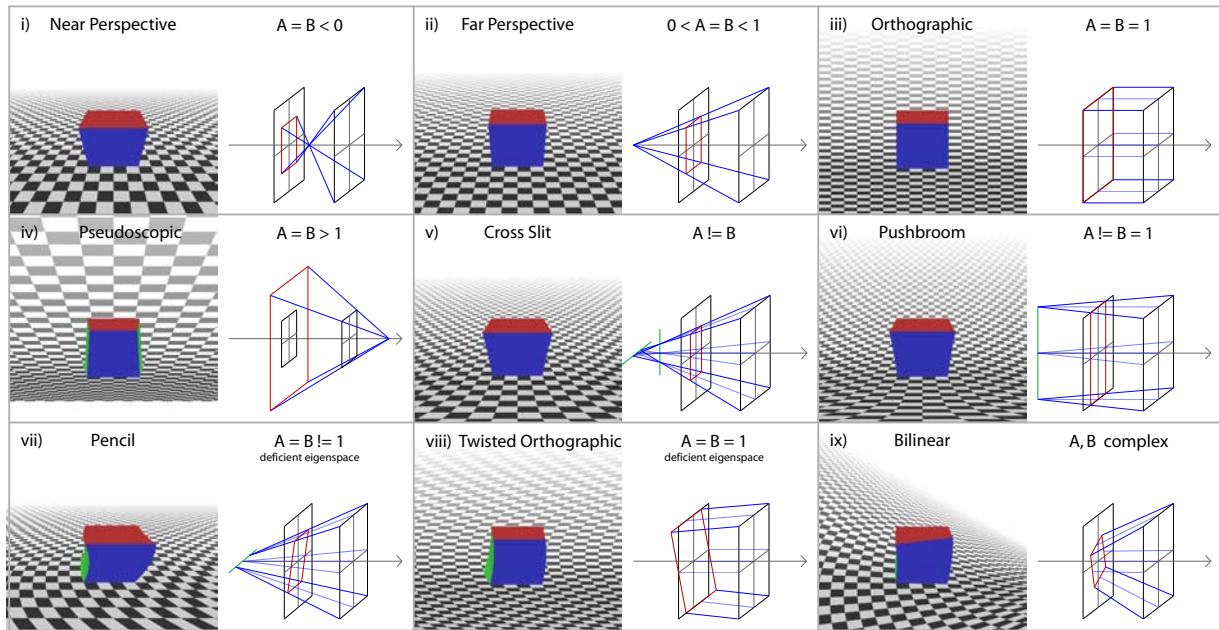 i) Near Perspective
A = B < 0
ii) Far Perspective
0 < A = B < 1
iii) Orthographic
A = B = 1
iv) Pseudoscopic
A = B > 1
v) Cross Slit
A != B
vi) Pushbroom
A != B = 1
vii) Pencil
A = B != 1
deficient eigenspace
viii) Twisted Orthographic
A = B = 1
deficient eigenspace
ix) Bilinear
A, B complex